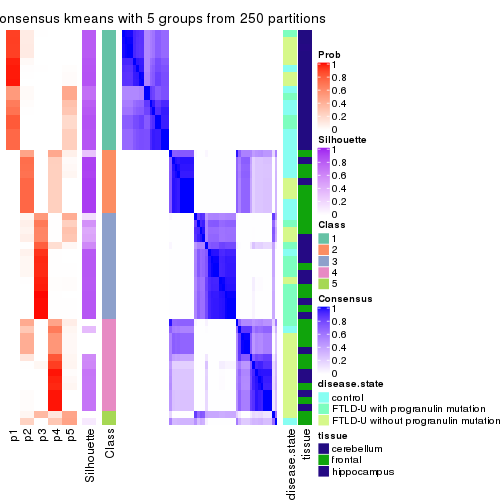 onsensus kmeans with 5 groups from 250 partitions
Prob
1
0.8
0.6
0.4
0.2
0
Silhouette
1
0.8
0.6
0.4
0.2
0
Class
1
2
3
4
5
Consensus
1
0.8
0.6
0.4
0.2
0
disease.state
control
FTLD-U with progranulin mutation
FTLD-U without progranulin mutation
tissue
cerebellum
frontal
hippocampus
p1
p2
p3
p4
p5
Silhouette
Class
disease.state
tissue